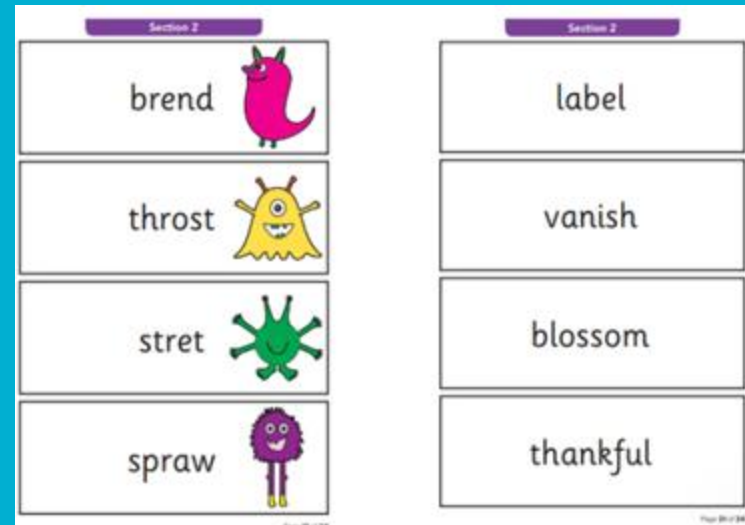 Section 2
brend
throst
stret
spraw
Section 2
label
vanish
blossom
thankful